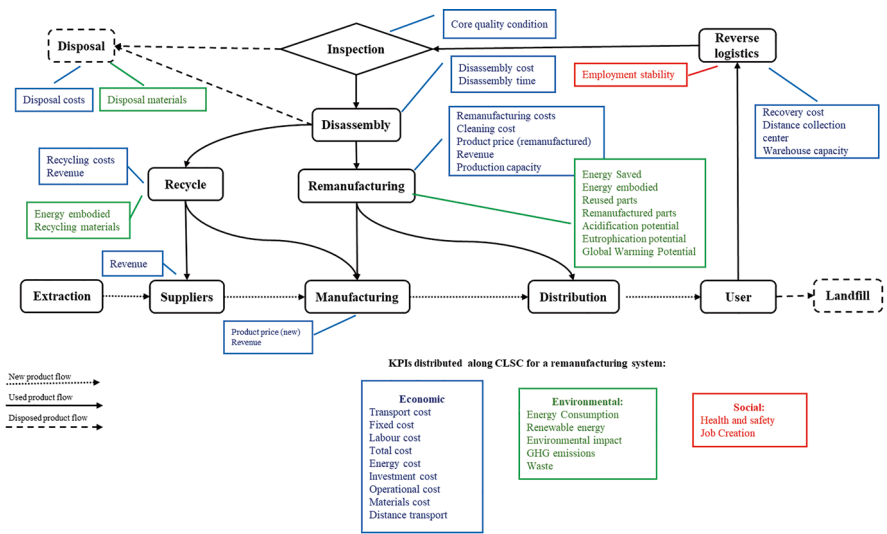 Core quality condition
Disposal
Inspection
Reverse
logistics
Disassembly cost
Disassembly time
Employment stability
Disposal costs
Disposal materials
Recovery cost
Distance collection
center
Warehouse capacity
Disassembly
Remanufacturing costs
Cleaning cost
Product price (remanufactured)
Revenue
Production capacity
Recycling costs
Revenue
Recycle
Remanufacturing
Energy Saved
Energy embodied
Reused parts
Remanufactured parts
Acidification potential
Eutrophication potential
Global Warming Potential
Energy embodied
Recycling materials
Revenue
Extraction
Suppliers
Manufacturing
Distribution
User
Landfill
Product price (new)
Revenue
KPIs distributed along CLSC for a remanufacturing system:
New product flow
Used product flow
Disposed product flow
Economic
Transport cost
Fixed cost
Labour cost
Total cost
Energy cost
Investment cost
Operational cost
Materials cost
Distance transport
Environmental:
Energy Consumption
Renewable energy
Environmental impact
GHG emissions
Waste
Social:
Health and safety
Job Creation